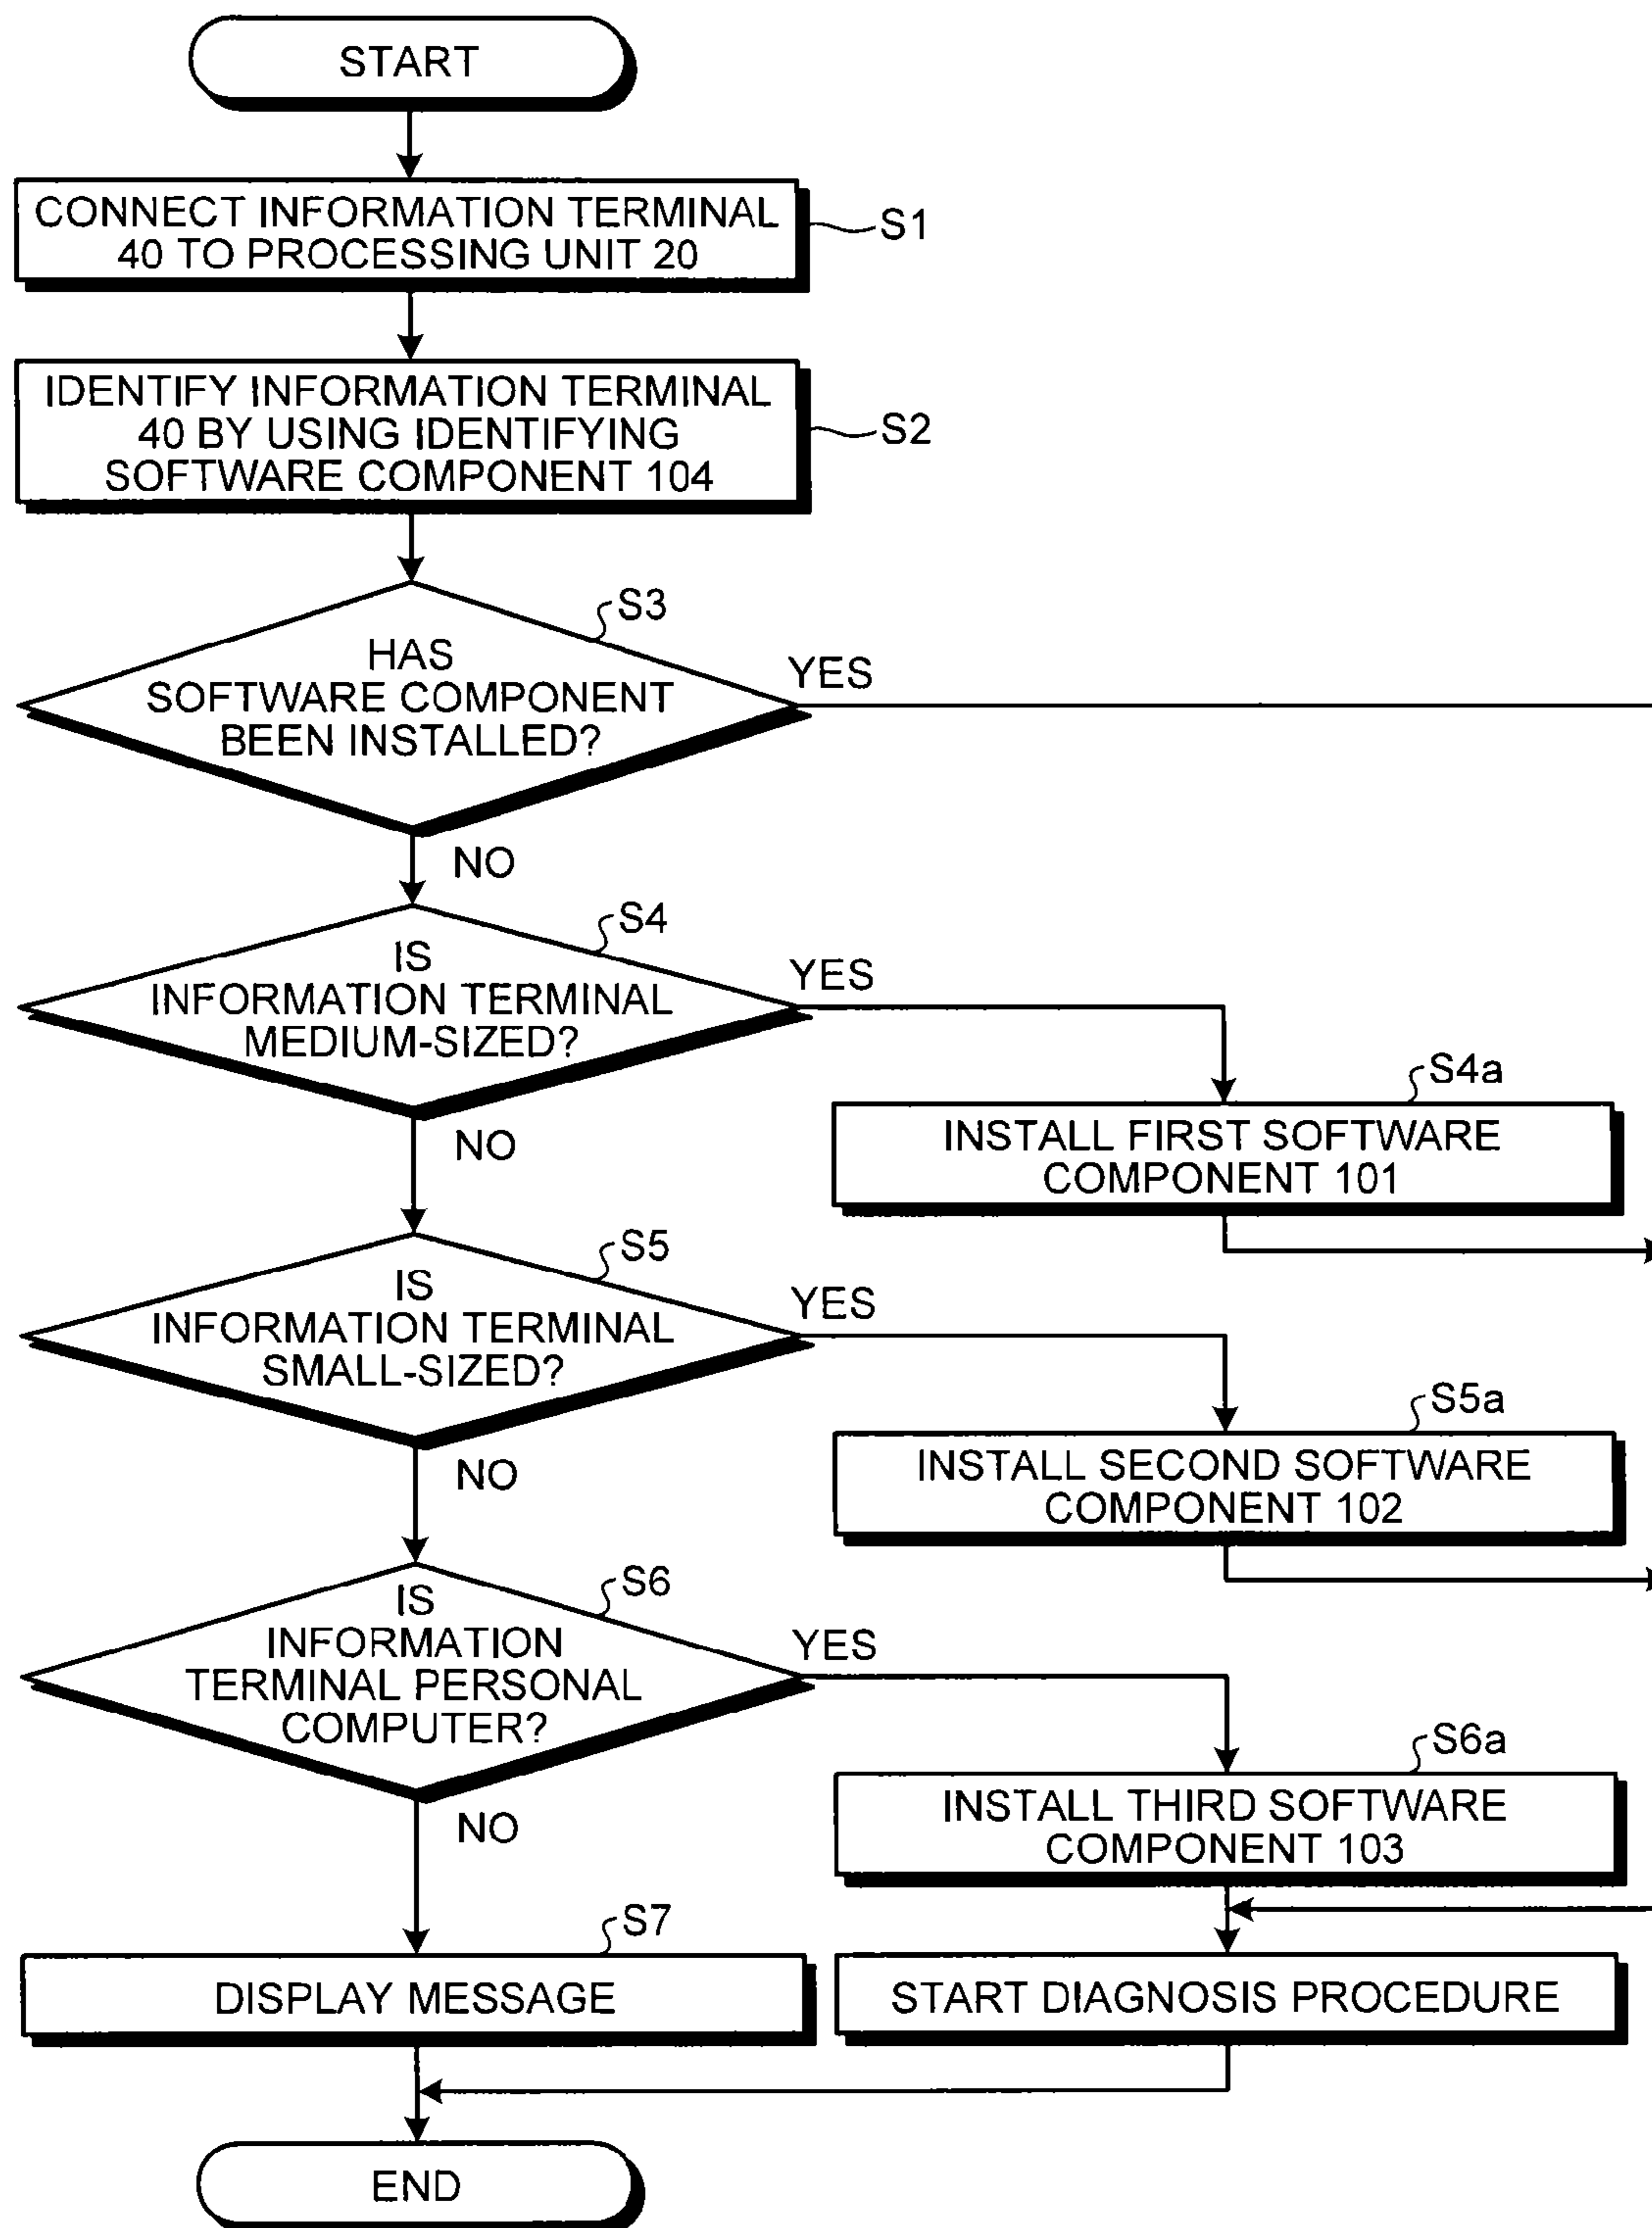 START
CONNECT INFORMATION TERMINAL
40 TO PROCESSING UNIT 20
S1
IDENTIFY INFORMATION TERMINAL
40 BY USING IDENTIFYING
SOFTWARE COMPONENT 104
S2
S3
HAS
SOFTWARE COMPONENT
BEEN INSTALLED?
YES
NO
S4
IS
INFORMATION TERMINAL
MEDIUM-SIZED?
YES
S4a
INSTALL FIRST SOFTWARE
COMPONENT 101
NO
S5
IS
INFORMATION TERMINAL
SMALL-SIZED?
YES
S5a
INSTALL SECOND SOFTWARE
COMPONENT 102
NO
S6
IS
INFORMATION
TERMINAL PERSONAL
COMPUTER?
YES
S6a
INSTALL THIRD SOFTWARE
COMPONENT 103
NO
S7
DISPLAY MESSAGE
START DIAGNOSIS PROCEDURE
END